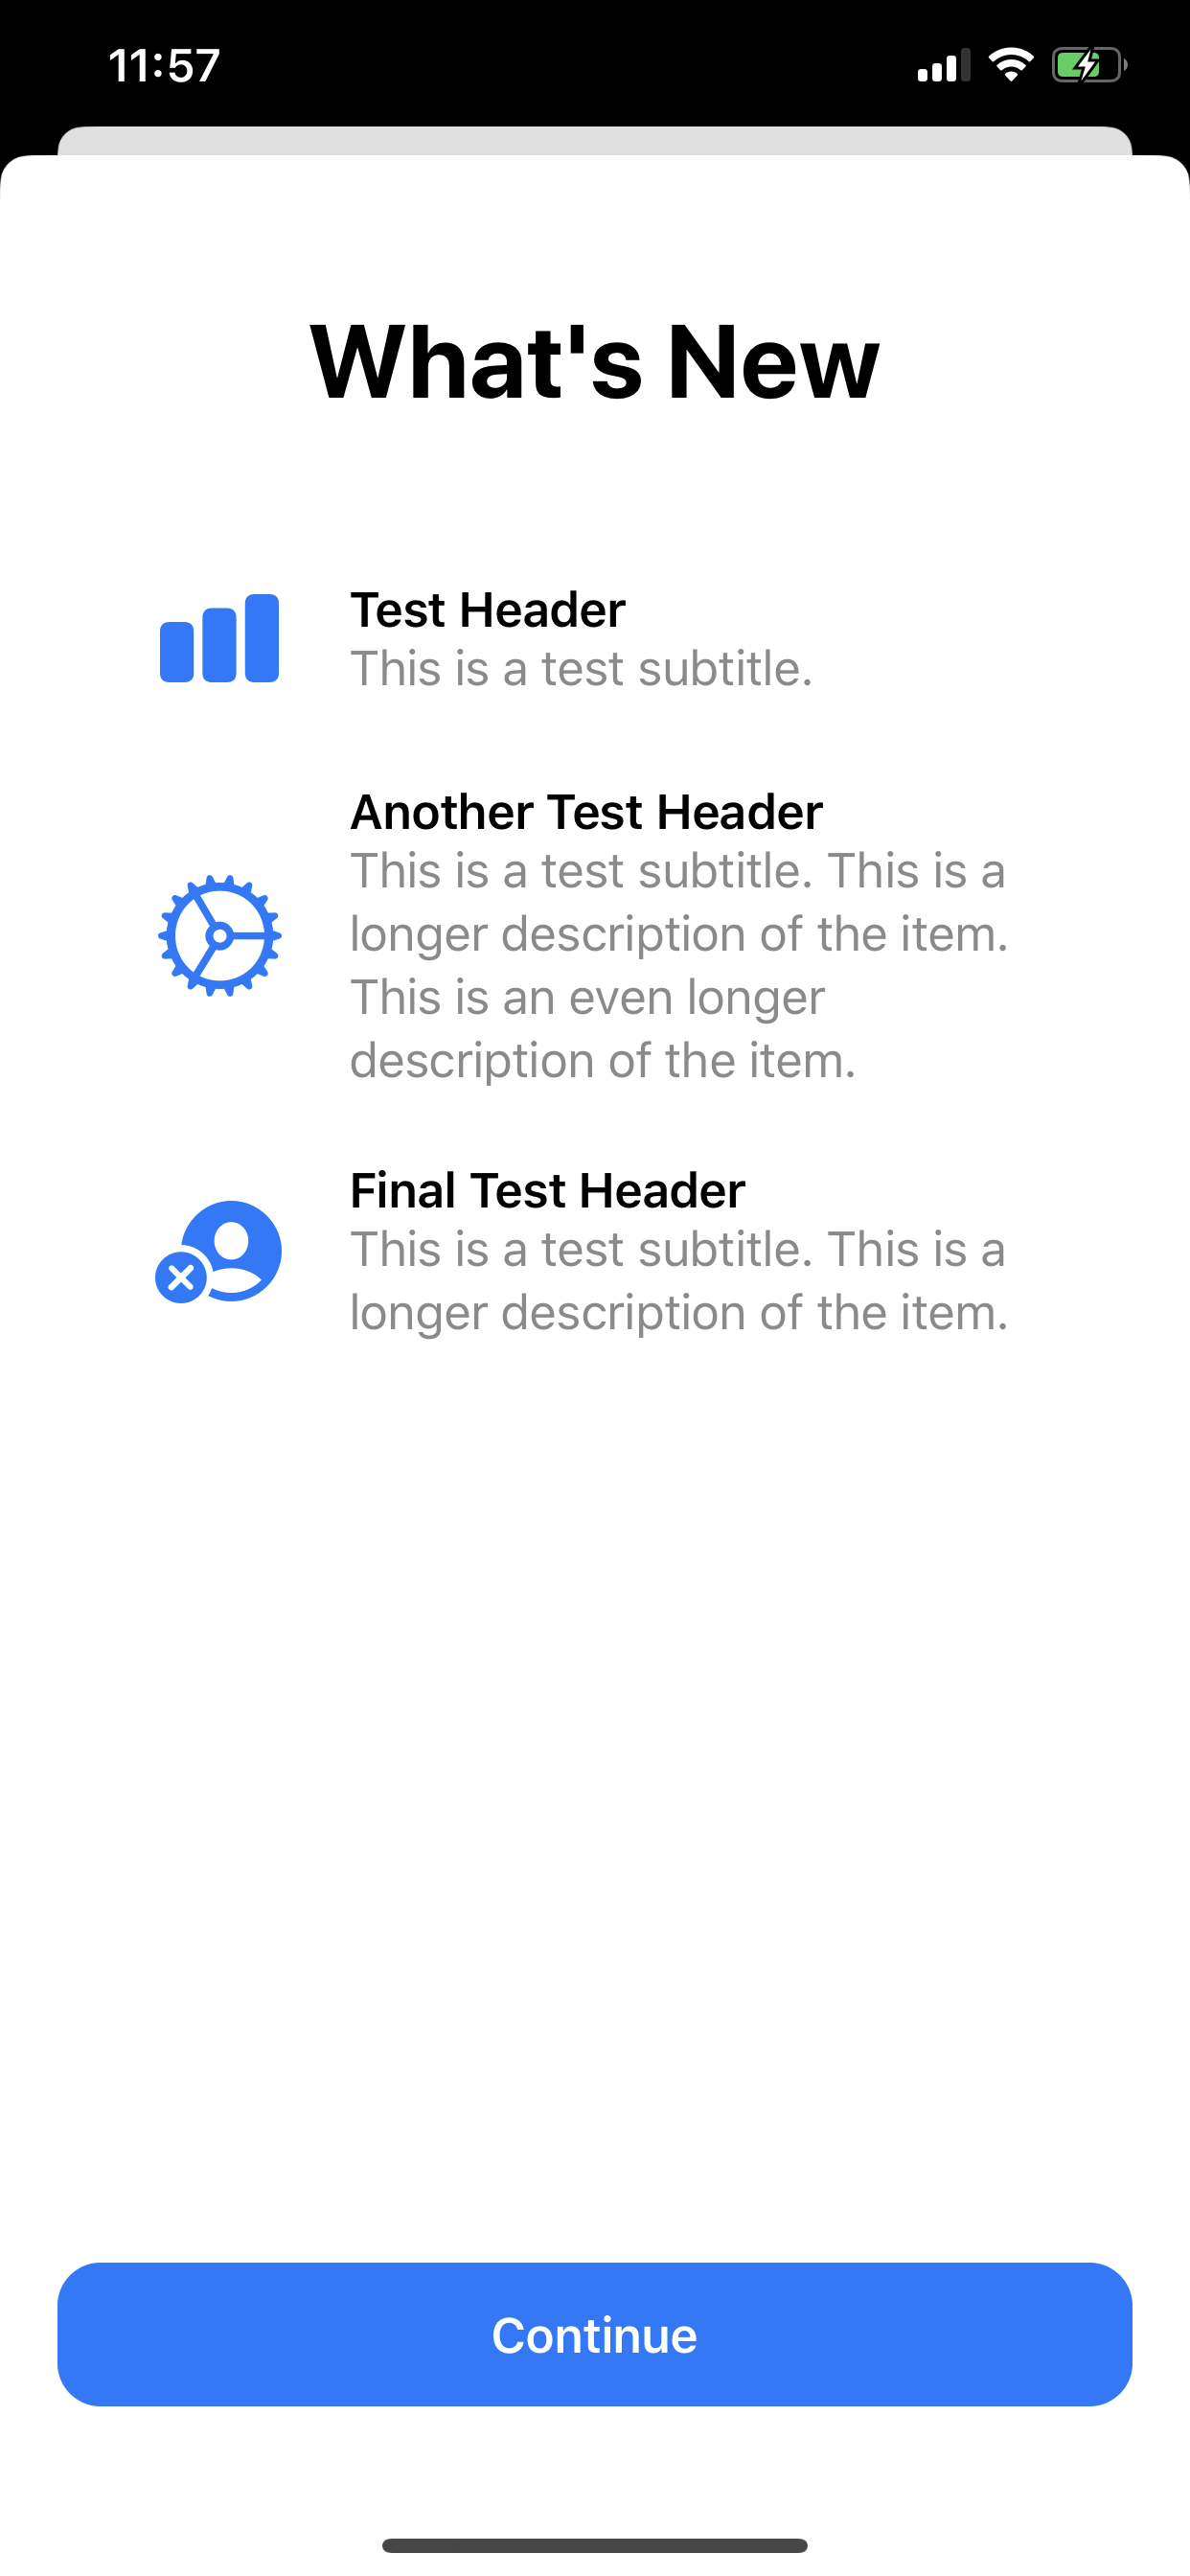 11:57
What's New
Test Header
This is a test subtitle.
Another Test Header
This is a test subtitle. This is a
longer description of the item.
This is an even longer
description of the item.
Final Test Header
This is a test subtitle. This is a
longer description of the item.
Continue